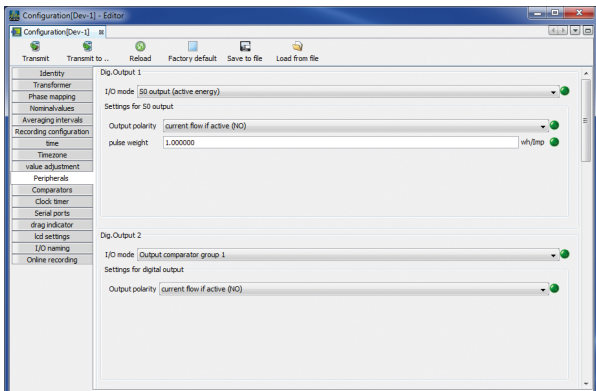 Configuration[Dev-1] - Editor
Configuration[Dev-1]
Transmit
Transmit to ..
Reload
Factory default
Save to file
Load from file
Identity
Transformer
Phase mapping
Nominalvalues
Averaging intervals
Recording configuration
time
Timezone
value adjustment
Peripherals
Comparators
Clock timer
Serial ports
drag indicator
lcd settings
I/O naming
Online recording
Dig.Output 1
I/O mode S0 output (active energy)
Settings for S0 output
Output polarity current flow if active (NO)
pulse weight 1.000000 wh/Imp
Dig.Output 2
I/O mode Output comparator group 1
Settings for digital output
Output polarity current flow if active (NO)